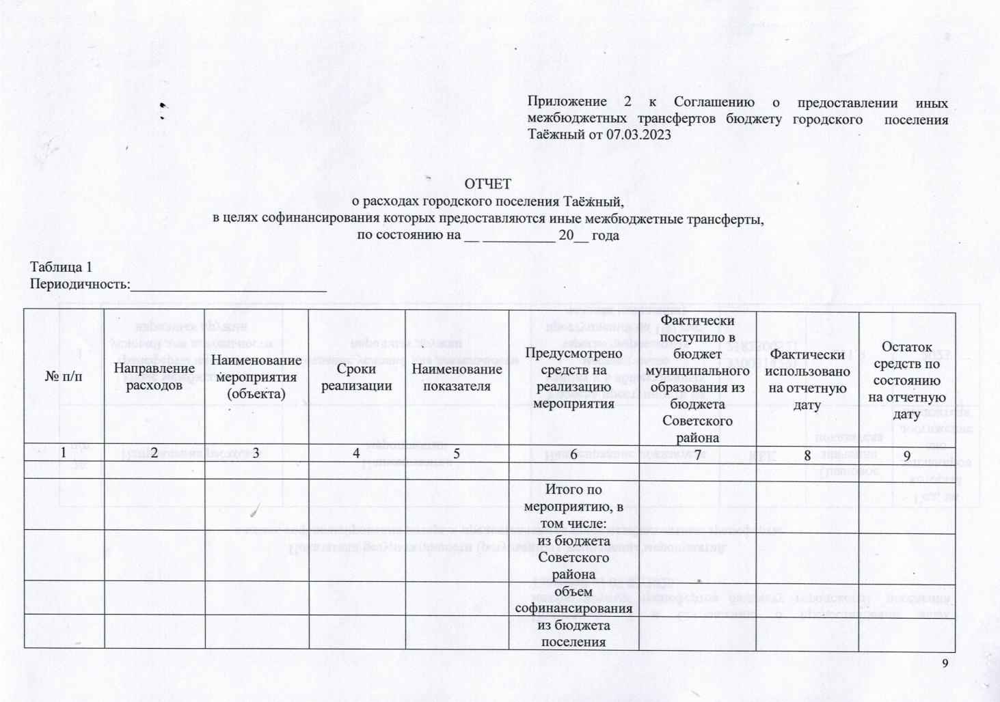 Приложение 2 к Соглашению о предоставлении иных
межбюджетных трансфертов бюджету городского поселения
Таёжный от 07.03.2023
ОТЧЕТ
о расходах городского поселения Таёжный,
в целях софинансирования которых предоставляются иные межбюджетные трансферты,
по состоянию на __ __________ 20__ года
Таблица 1
Периодичность:___________________________
№ п/п
Направление
расходов
Наименование
мероприятия
(объекта)
Сроки
реализации
Наименование
показателя
Предусмотрено
средств на
реализацию
мероприятия
Фактически
поступило в
бюджет
муниципального
образования из
бюджета
Советского
района
Фактически
использовано
на отчетную
дату
Остаток
средств по
состоянию
на отчетную
дату
1 2 3 4 5 6 7 8 9
Итого по
мероприятию, в
том числе:
из бюджета
Советского
района
объем
софинансирования
из бюджета
поселения
9